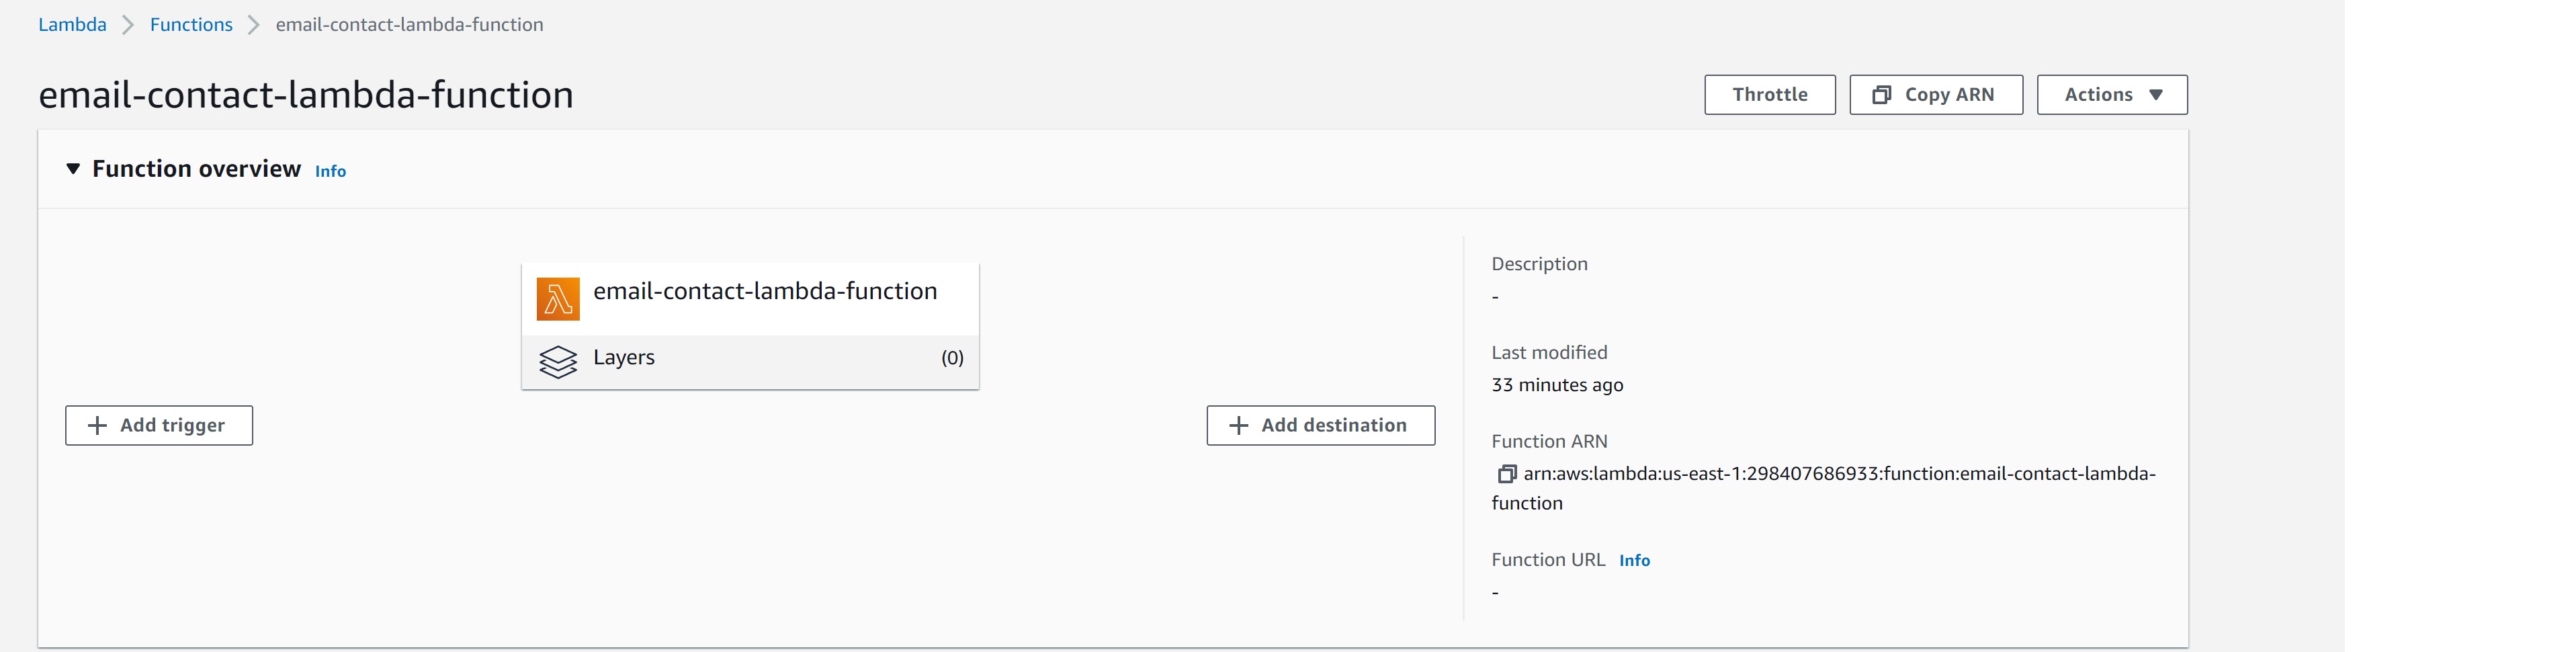 Lambda > Functions > email-contact-lambda-function
email-contact-lambda-function
Throttle
Copy ARN
Actions
Function overview Info
email-contact-lambda-function
Layers (0)
Add trigger
Add destination
Description
-
Last modified
33 minutes ago
Function ARN
arn:aws:lambda:us-east-1:298407686933:function:email-contact-lambda-
function
Function URL Info
-